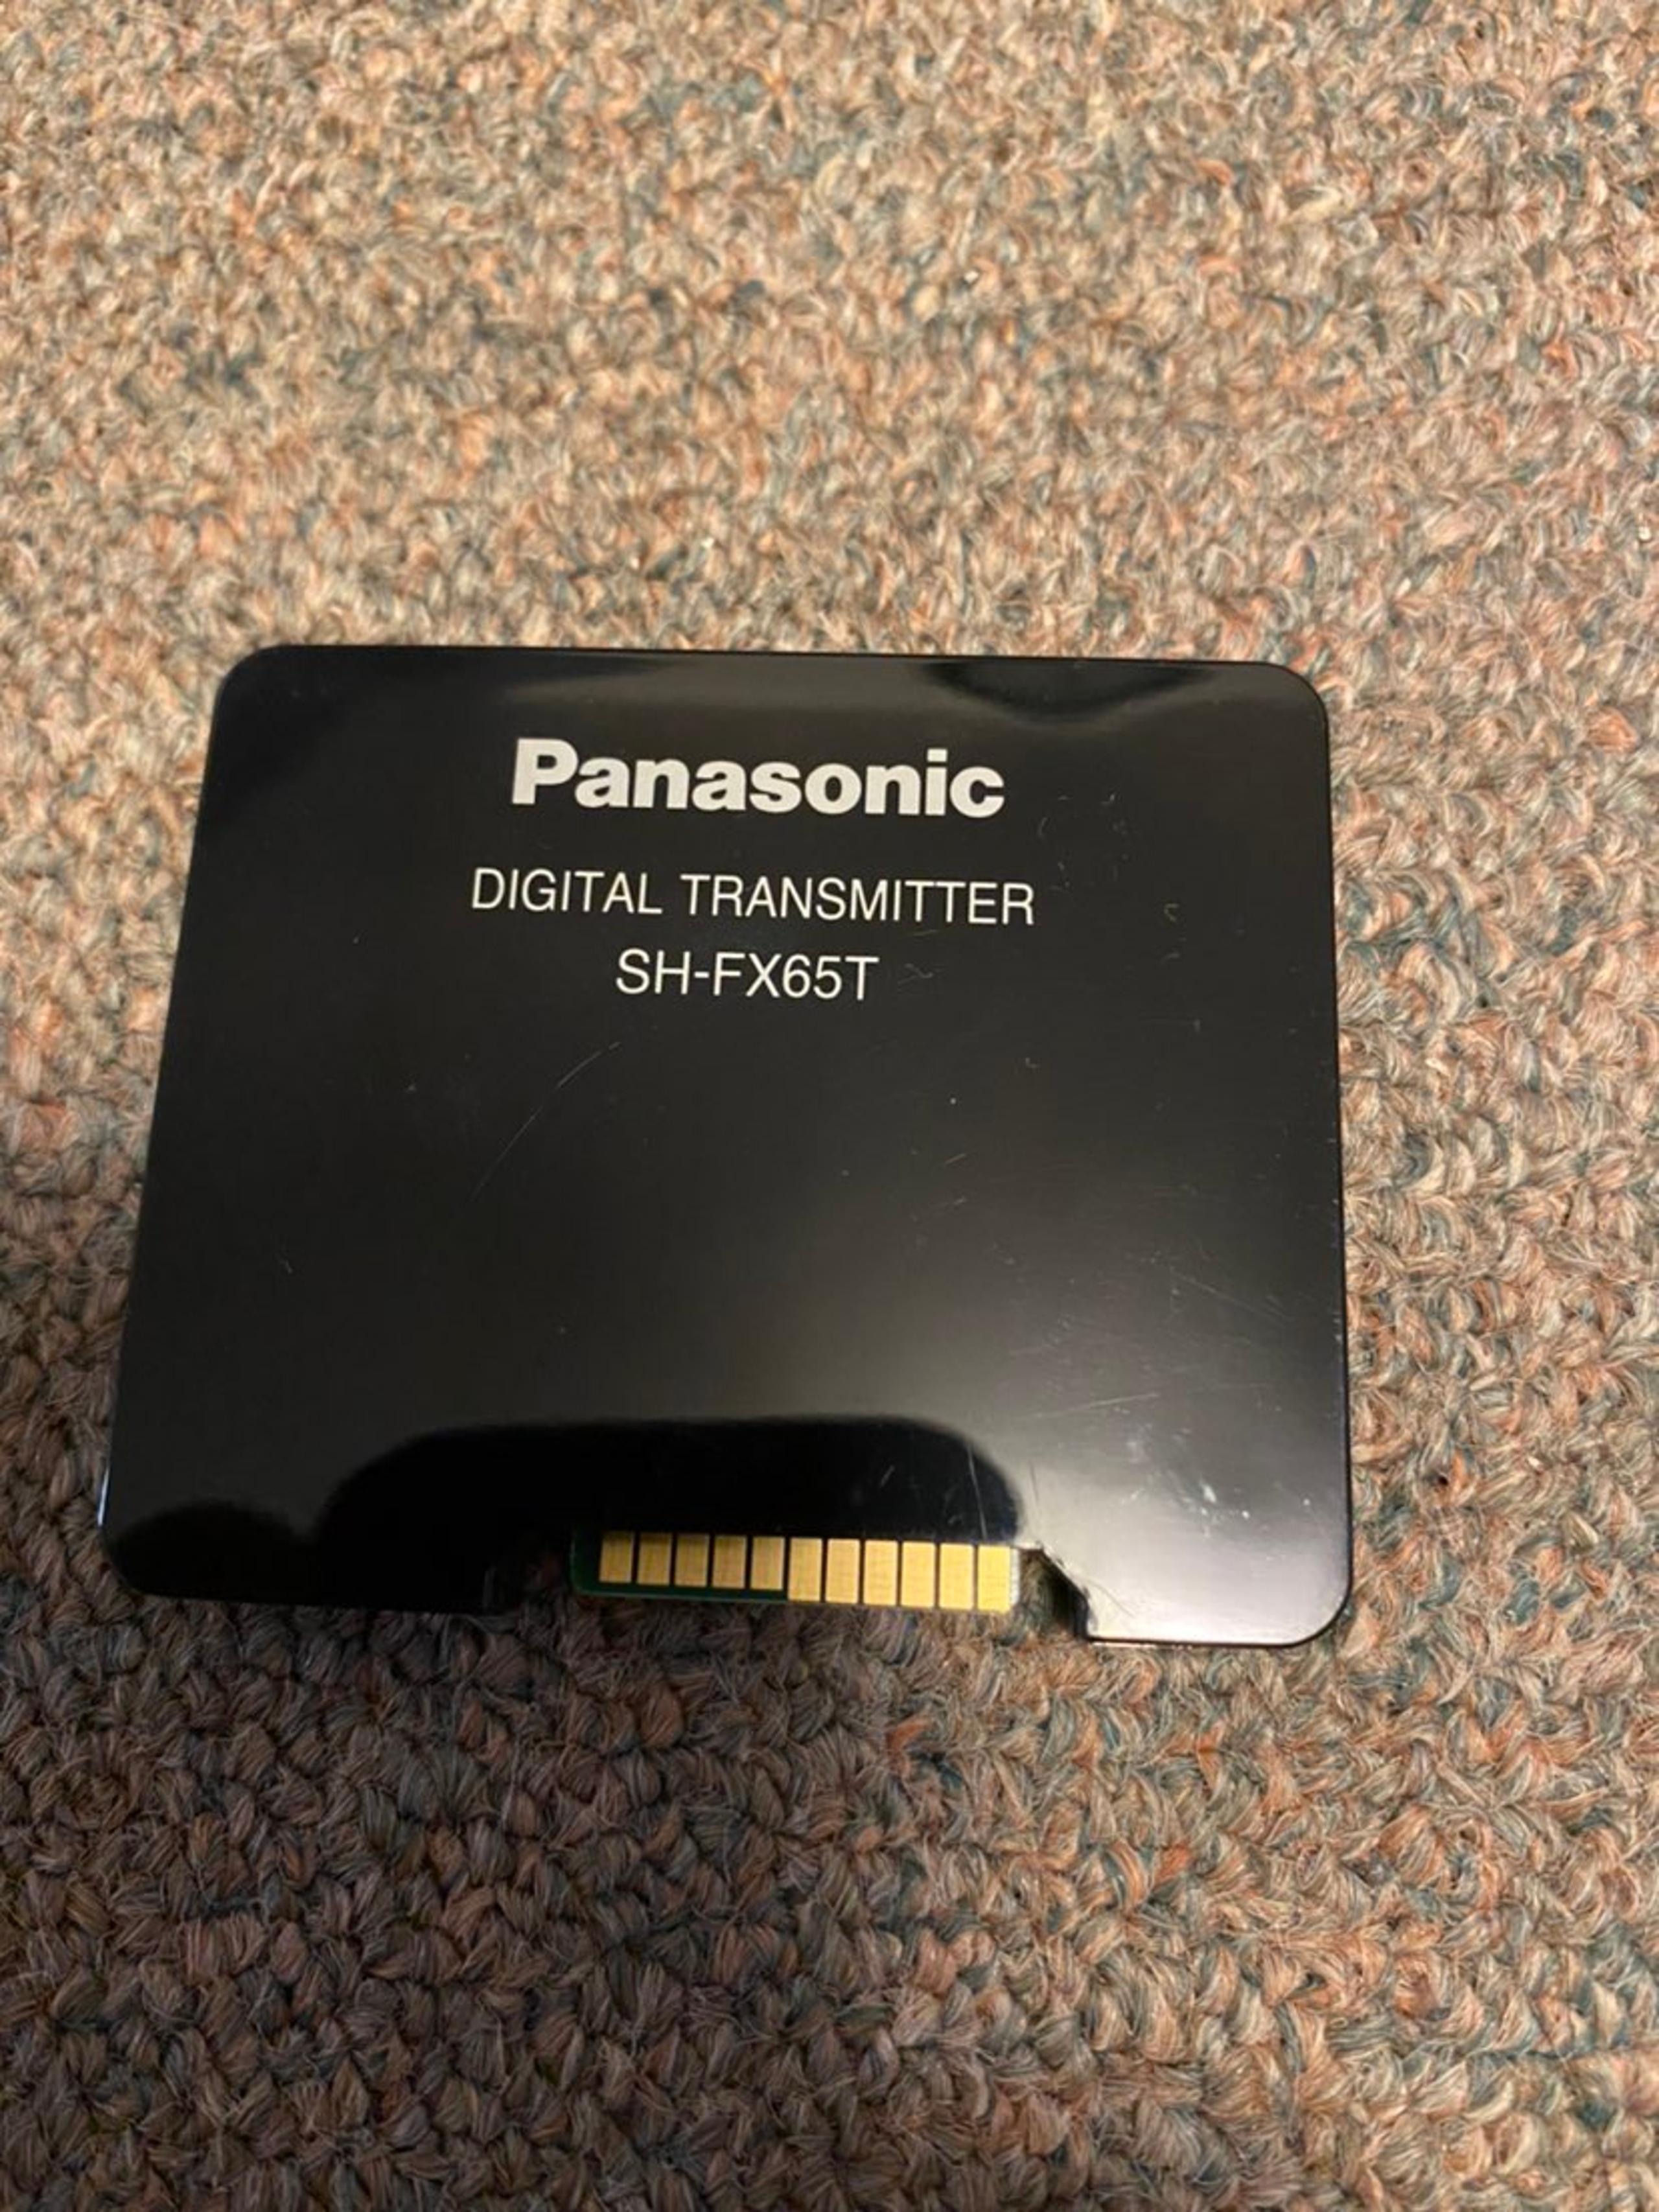 Panasonic
DIGITAL TRANSMITTER
SH-FX65T